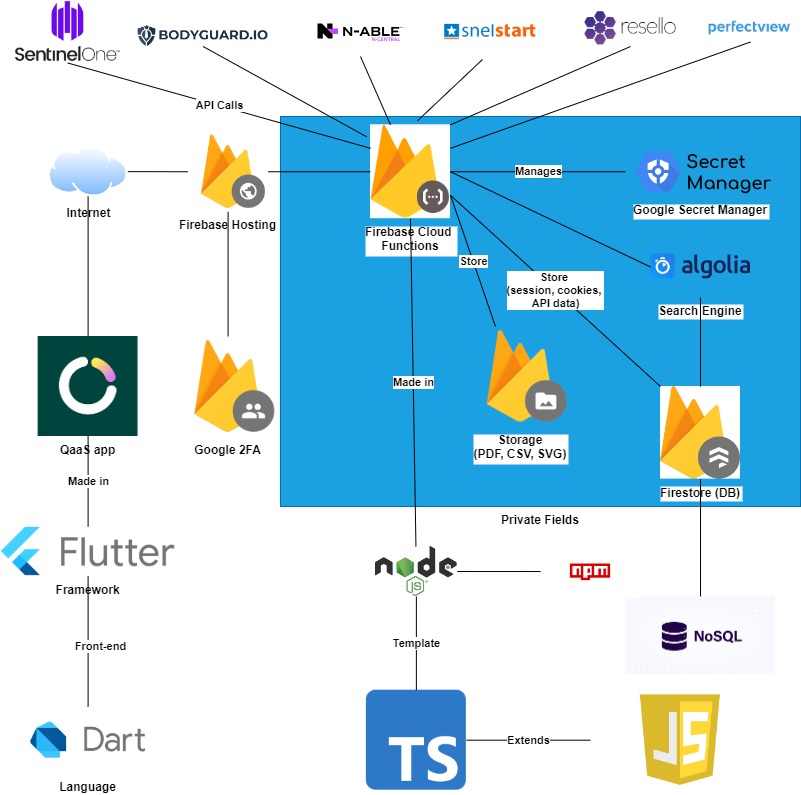 SentinelOne™
BODYGUARD.IO
N-ABLE™
N-CENTRAL
snelstart
resello
perfectview
API Calls
Internet
Firebase Hosting
Firebase Cloud
Functions
Manages
Secret
Manager
Google Secret Manager
Store
Store
(session, cookies,
API data)
algolia
Search Engine
QaaS app
Google 2FA
Made in
Storage
(PDF, CSV, SVG)
Firestore (DB)
Made in
Private Fields
Flutter
Framework
node
JS
npm
NoSQL
Front-end
Template
Dart
Language
TS
Extends
JS